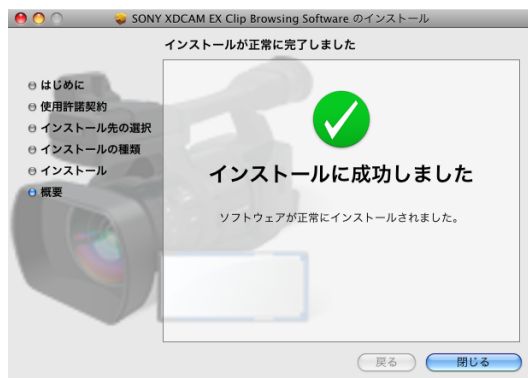 SONY XDCAM EX Clip Browsing Software のインストール
インストールが正常に完了しました
はじめに
使用許諾契約
インストール先の選択
インストールの種類
インストール
概要
インストールに成功しました
ソフトウェアが正常にインストールされました。
戻る
閉じる